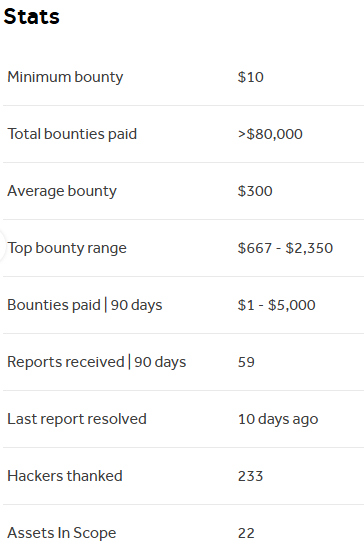 Stats
Minimum bounty $10
Total bounties paid >$80,000
Average bounty $300
Top bounty range $667 - $2,350
Bounties paid | 90 days $1 - $5,000
Reports received | 90 days 59
Last report resolved 10 days ago
Hackers thanked 233
Assets In Scope 22